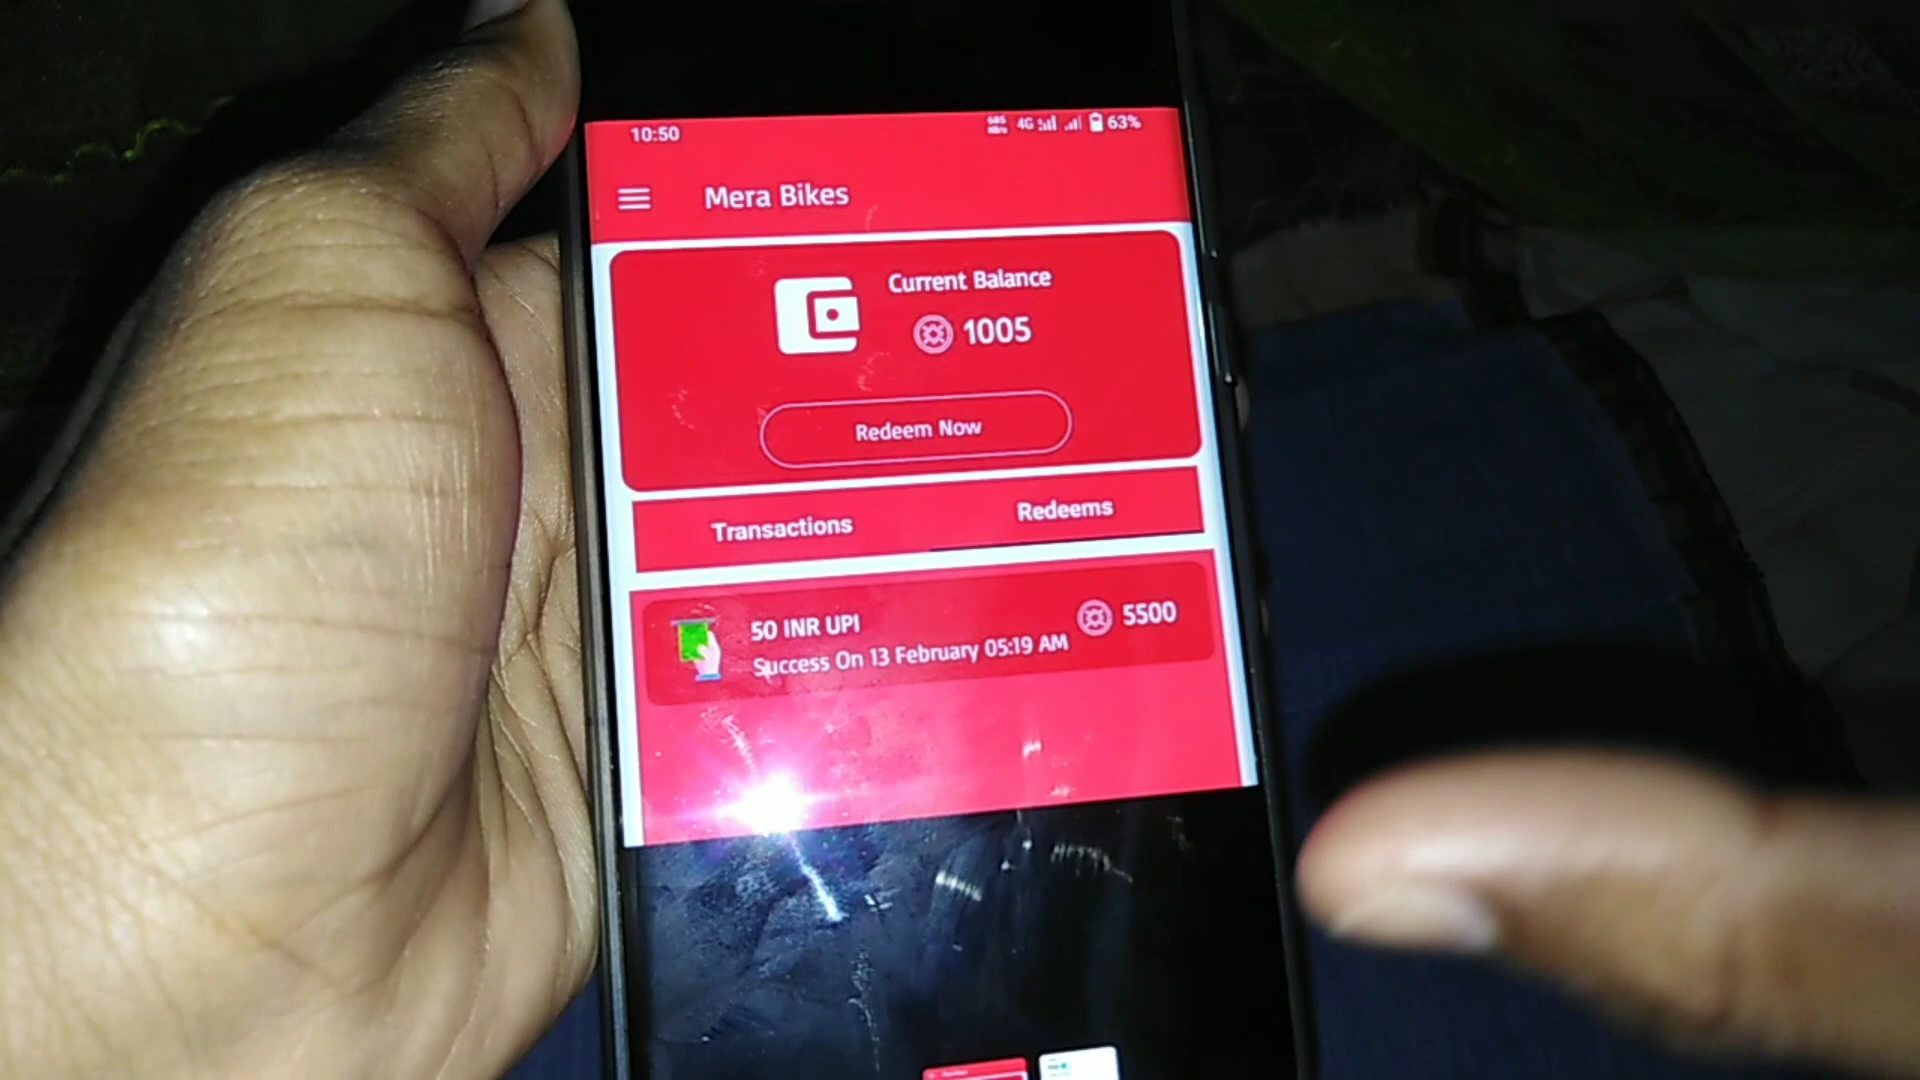 10:50
4G 63%
Mera Bikes
Current Balance
1005
Redeem Now
Transactions
Redeems
50 INR UPI
5500
Success On 13 February 05:19 AM